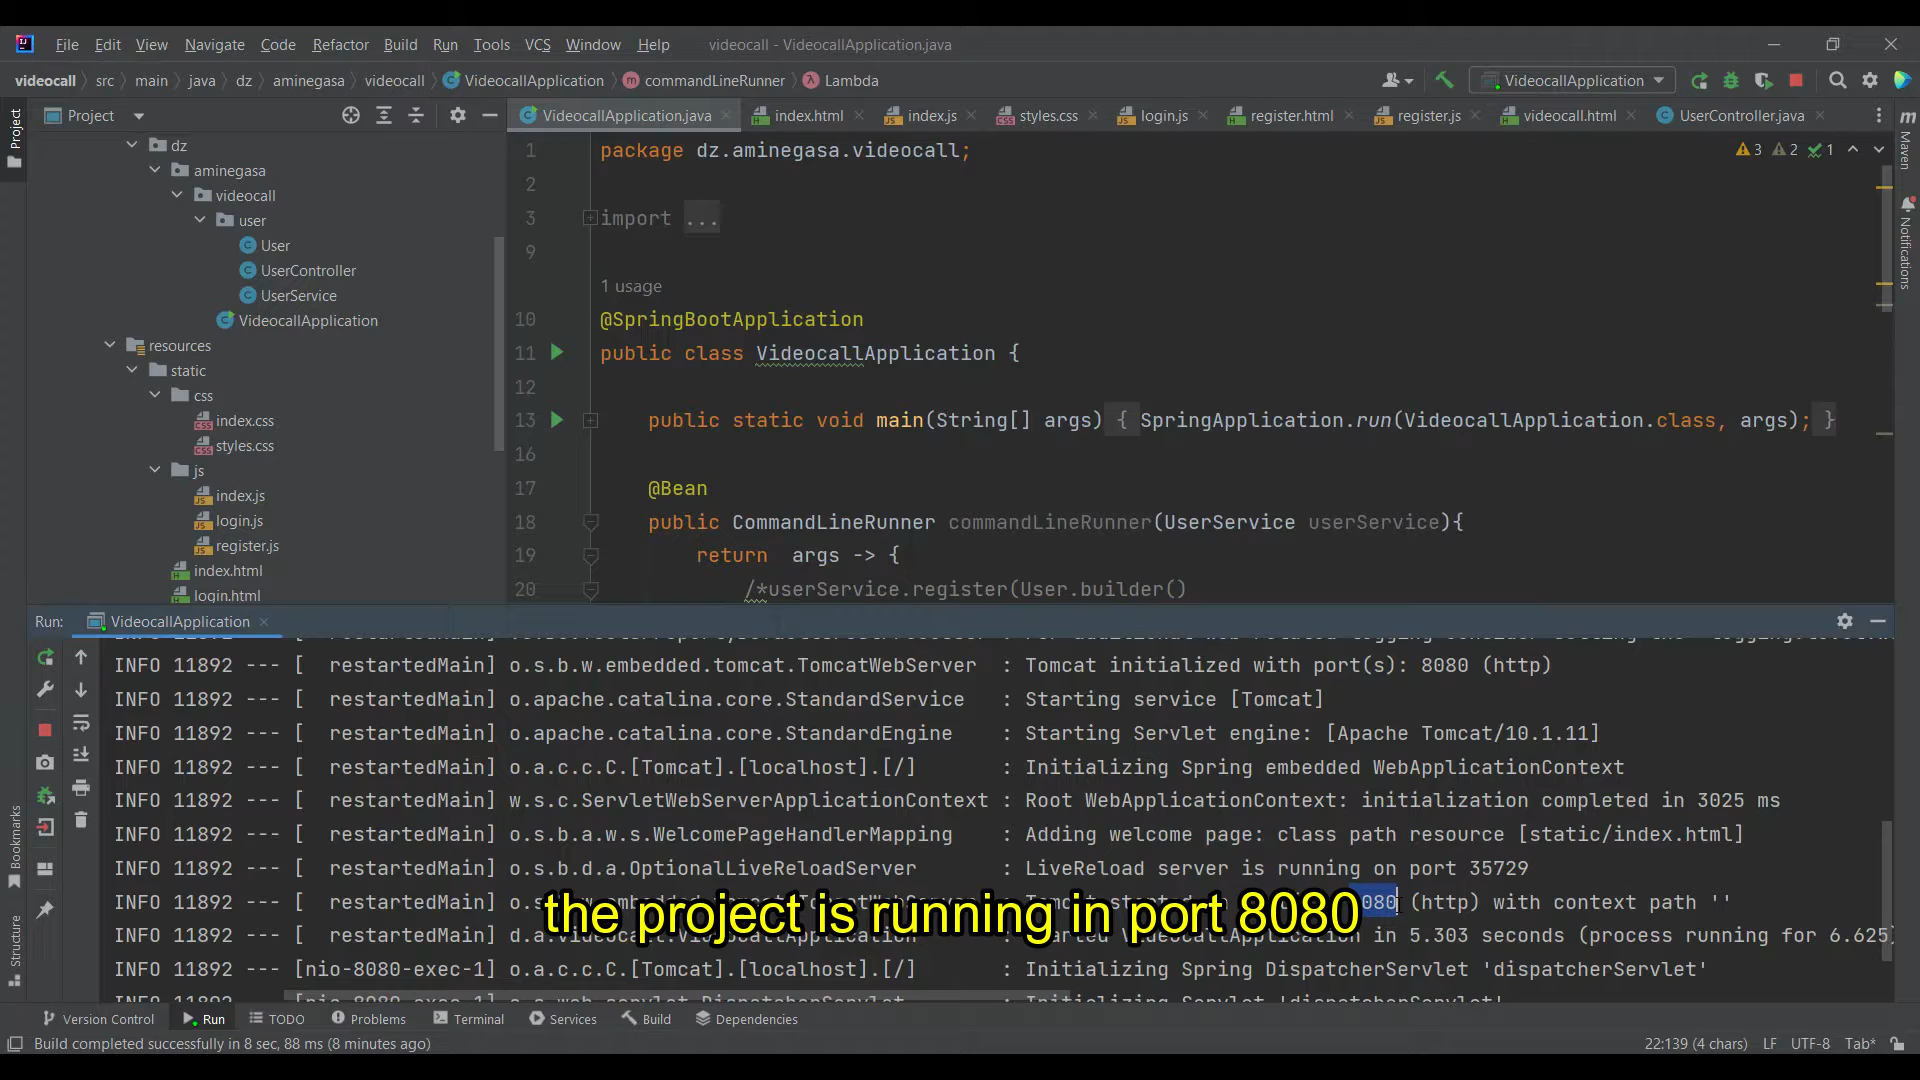 File Edit View Navigate Code Refactor Build Run Tools VCS Window Help videocall - VideocallApplication.java
videocall src main java dz aminegasa videocall VideocallApplication commandLineRunner Lambda
VideocallApplication
Project
VideocallApplication.java index.html index.js styles.css login.js register.html register.js videocall.html UserController.java
Project
dz
aminegasa
videocall
user
User
UserController
UserService
VideocallApplication
resources
static
css
index.css
styles.css
js
index.js
login.js
register.js
index.html
login.html
1 package dz.aminegasa.videocall;
2
3 import ...
9
1 usage
10 @SpringBootApplication
11 public class VideocallApplication {
12
13 public static void main(String[] args) { SpringApplication.run(VideocallApplication.class, args); }
16
17 @Bean
18 public CommandLineRunner commandLineRunner(UserService userService){
19 return args -> {
20 /*userService.register(User.builder()
3 2 1
Maven
Notifications
Run: VideocallApplication
INFO 11892 --- [ restartedMain] o.s.b.w.embedded.tomcat.TomcatWebServer : Tomcat initialized with port(s): 8080 (http)
INFO 11892 --- [ restartedMain] o.apache.catalina.core.StandardService : Starting service [Tomcat]
INFO 11892 --- [ restartedMain] o.apache.catalina.core.StandardEngine : Starting Servlet engine: [Apache Tomcat/10.1.11]
INFO 11892 --- [ restartedMain] o.a.c.c.C.[Tomcat].[localhost].[/] : Initializing Spring embedded WebApplicationContext
INFO 11892 --- [ restartedMain] w.s.c.ServletWebServerApplicationContext : Root WebApplicationContext: initialization completed in 3025 ms
INFO 11892 --- [ restartedMain] o.s.b.a.w.s.WelcomePageHandlerMapping : Adding welcome page: class path resource [static/index.html]
INFO 11892 --- [ restartedMain] o.s.b.d.a.OptionalLiveReloadServer : LiveReload server is running on port 35729
INFO 11892 --- [ restartedMain] (http) with context path ''
the project is running in port 8080
INFO 11892 --- [ restartedMain] in 5.303 seconds (process running for 6.625
INFO 11892 --- [nio-8080-exec-1] o.a.c.c.C.[Tomcat].[localhost].[/] : Initializing Spring DispatcherServlet 'dispatcherServlet'
Bookmarks
Structure
Version Control Run TODO Problems Terminal Services Build Dependencies
Build completed successfully in 8 sec, 88 ms (8 minutes ago) 22:139 (4 chars) LF UTF-8 Tab*